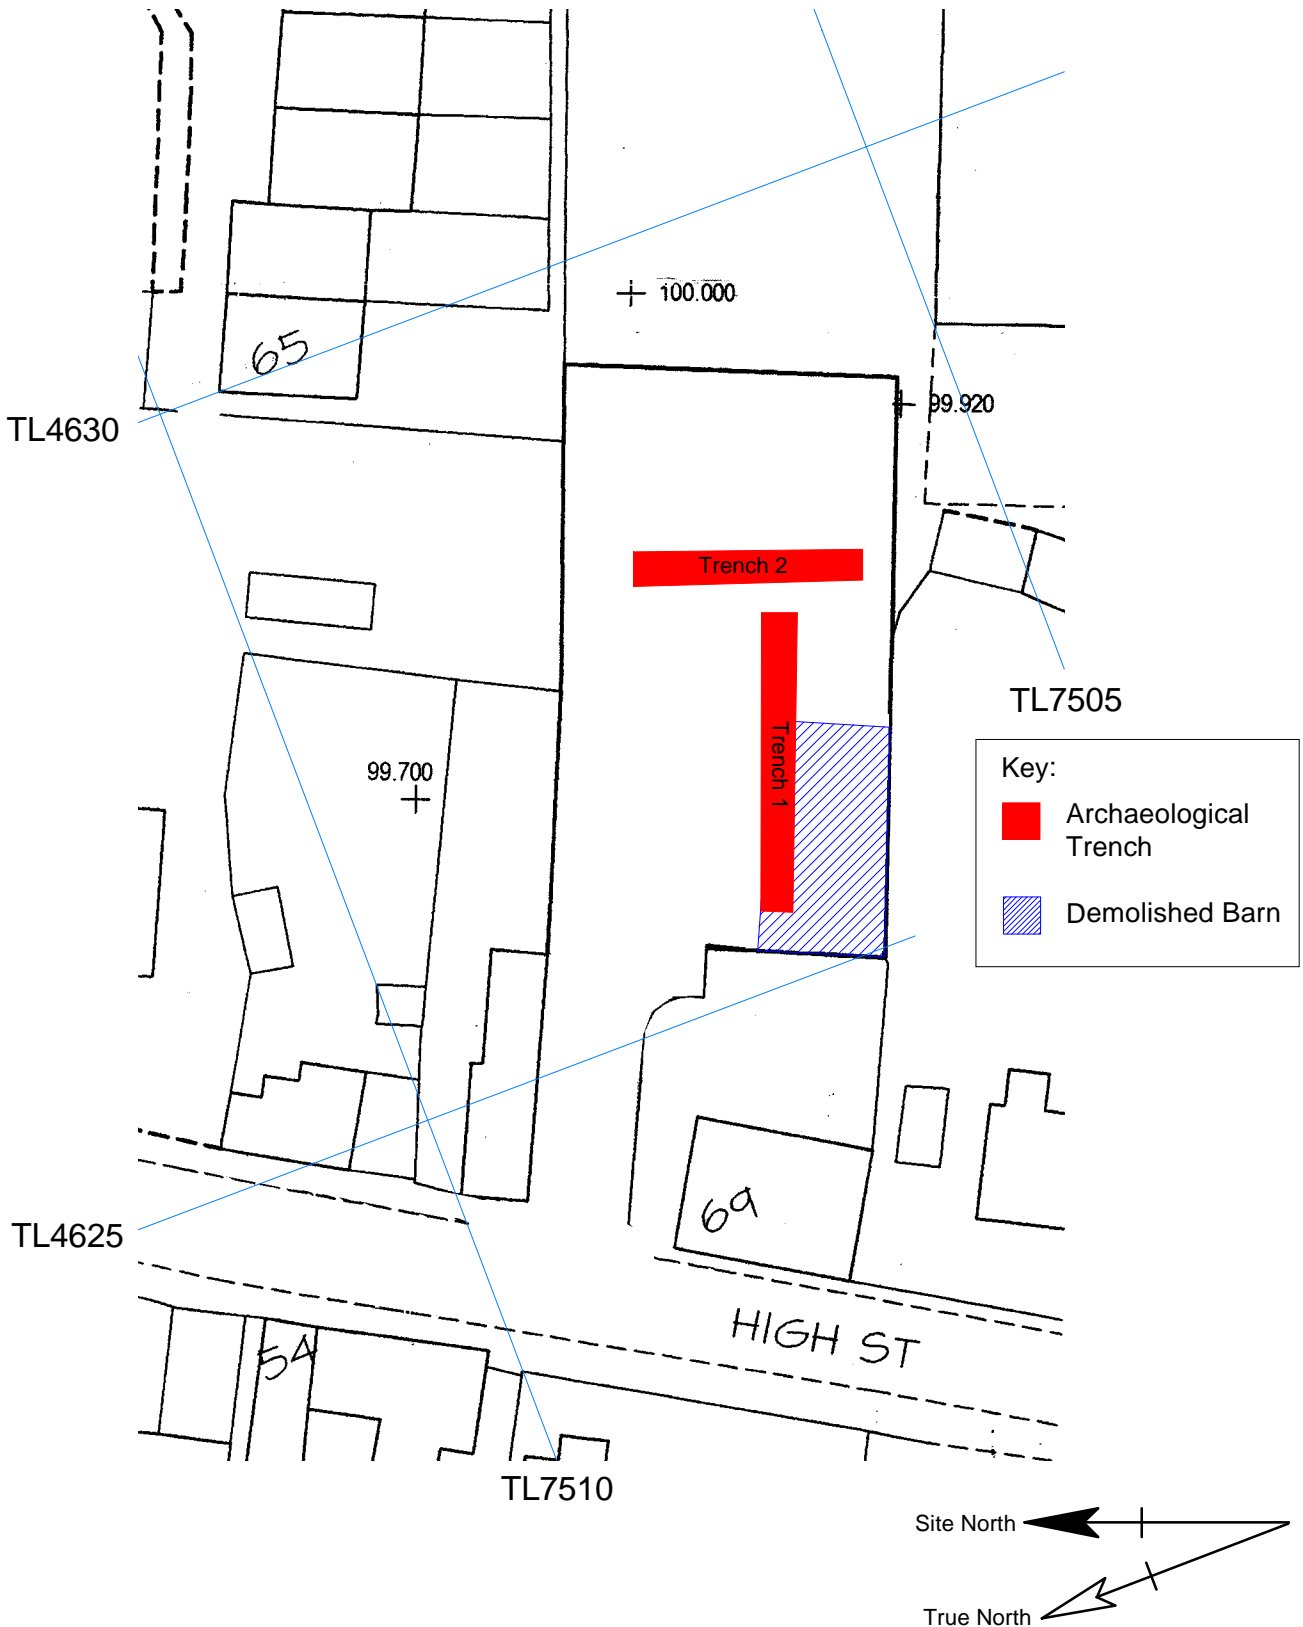 100.000
65
99.920
TL4630
Trench 2
TL7505
Trench 1
99.700
Key:
Archaeological
Trench
Demolished Barn
69
TL4625
HIGH ST
54
TL7510
Site North
True North